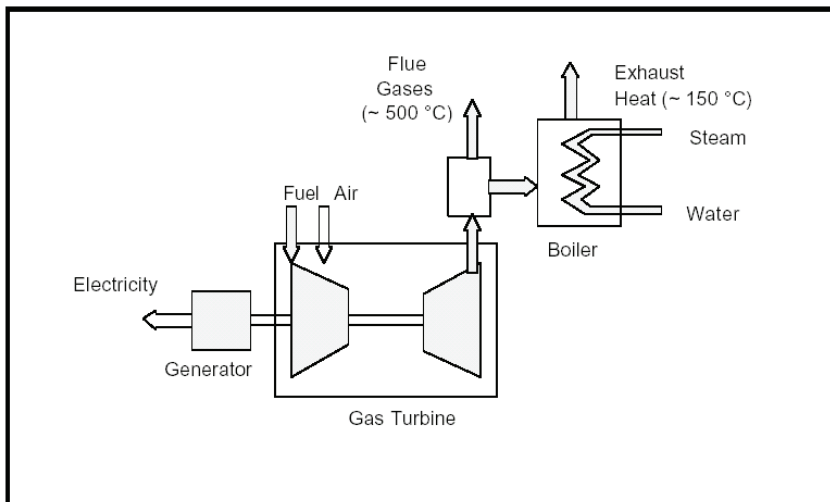 Flue
Gases
(~ 500 °C)
Exhaust
Heat (~ 150 °C)
Steam
Fuel Air
Water
Boiler
Electricity
Generator
Gas Turbine